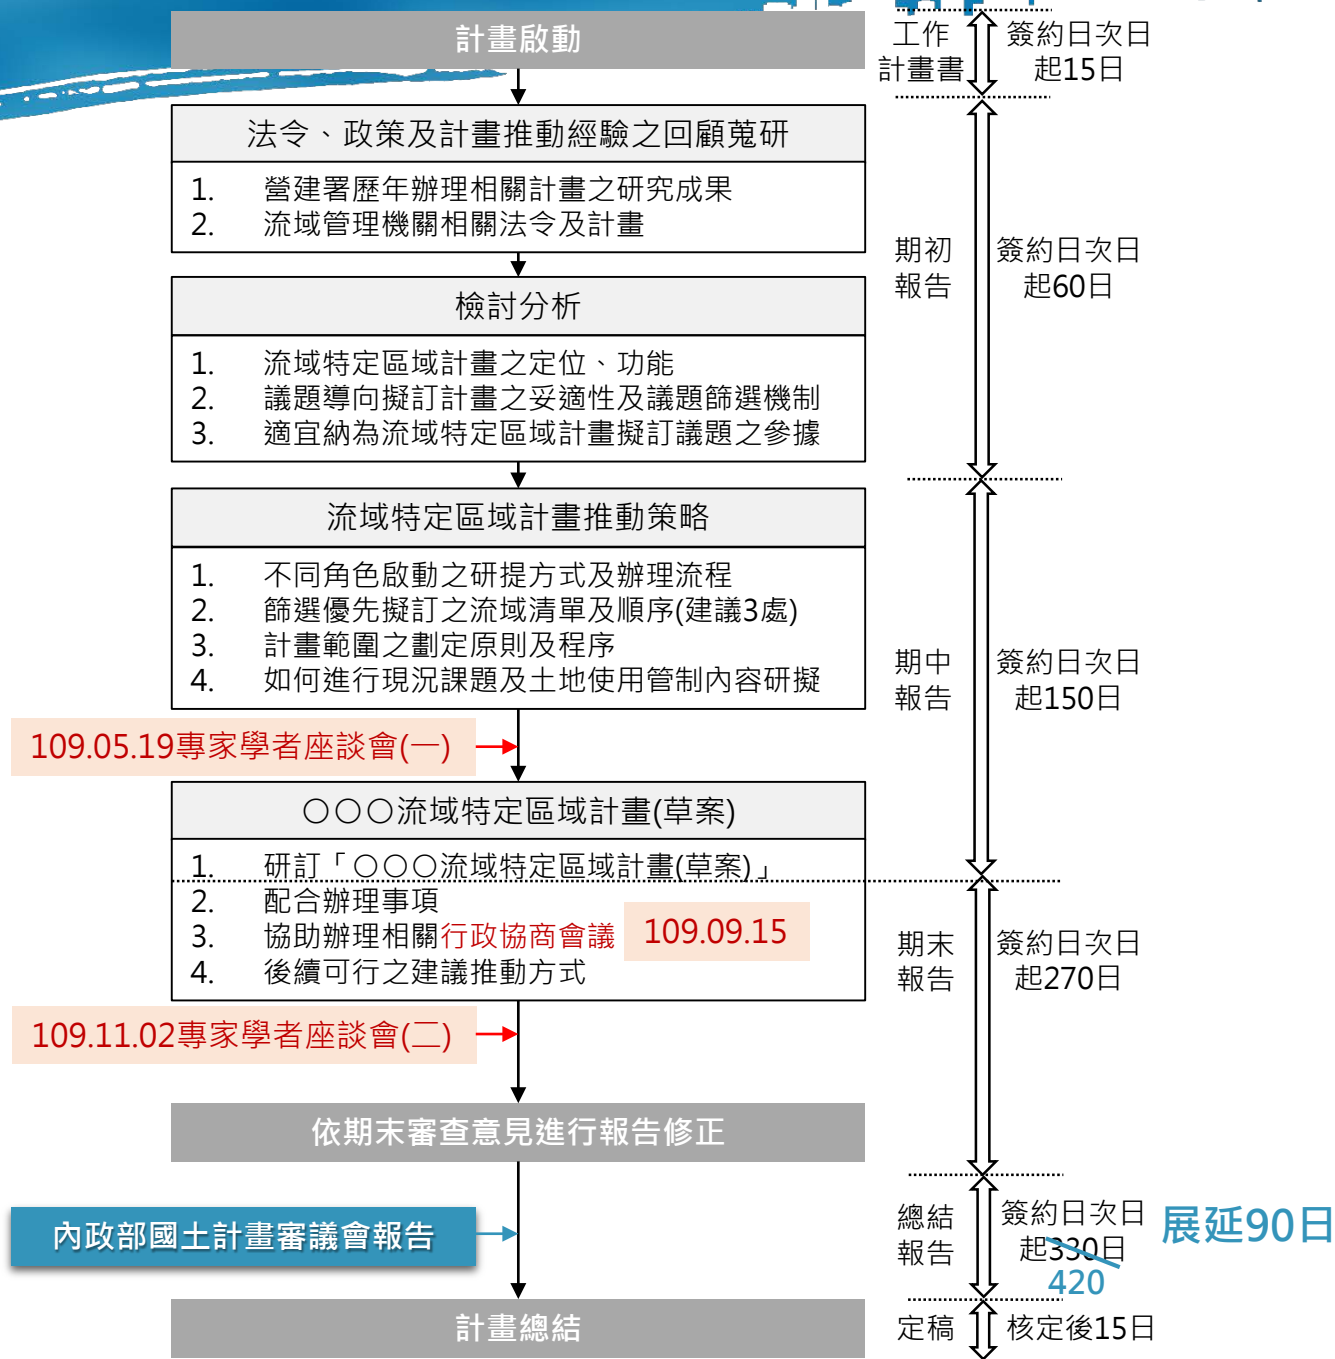 計畫啟動
工作
計畫書
簽約日次日
起15日
法令、政策及計畫推動經驗之回顧蒐研
1. 營建署歷年辦理相關計畫之研究成果
2. 流域管理機關相關法令及計畫
期初
報告
簽約日次日
起60日
檢討分析
1. 流域特定區域計畫之定位、功能
2. 議題導向擬訂計畫之妥適性及議題篩選機制
3. 適宜納為流域特定區域計畫擬訂議題之參據
流域特定區域計畫推動策略
1. 不同角色啟動之研提方式及辦理流程
2. 篩選優先擬訂之流域清單及順序(建議3處)
3. 計畫範圍之劃定原則及程序
4. 如何進行現況課題及土地使用管制內容研擬
期中
報告
簽約日次日
起150日
109.05.19專家學者座談會(一)
○○○流域特定區域計畫(草案)
1. 研訂「○○○流域特定區域計畫(草案)」
2. 配合辦理事項
3. 協助辦理相關行政協商會議 109.09.15
4. 後續可行之建議推動方式
期末
報告
簽約日次日
起270日
109.11.02專家學者座談會(二)
依期末審查意見進行報告修正
內政部國土計畫審議會報告
總結
報告
簽約日次日
起330日
420
展延90日
計畫總結
定稿
核定後15日